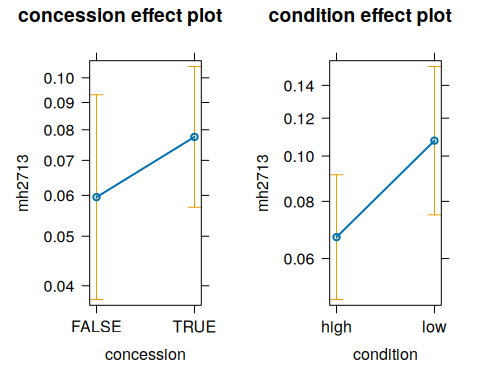 concession effect plot
mh2713
0.10
0.09
0.08
0.07
0.06
0.05
0.04
FALSE TRUE
concession
condition effect plot
mh2713
0.14
0.12
0.10
0.08
0.06
high low
condition